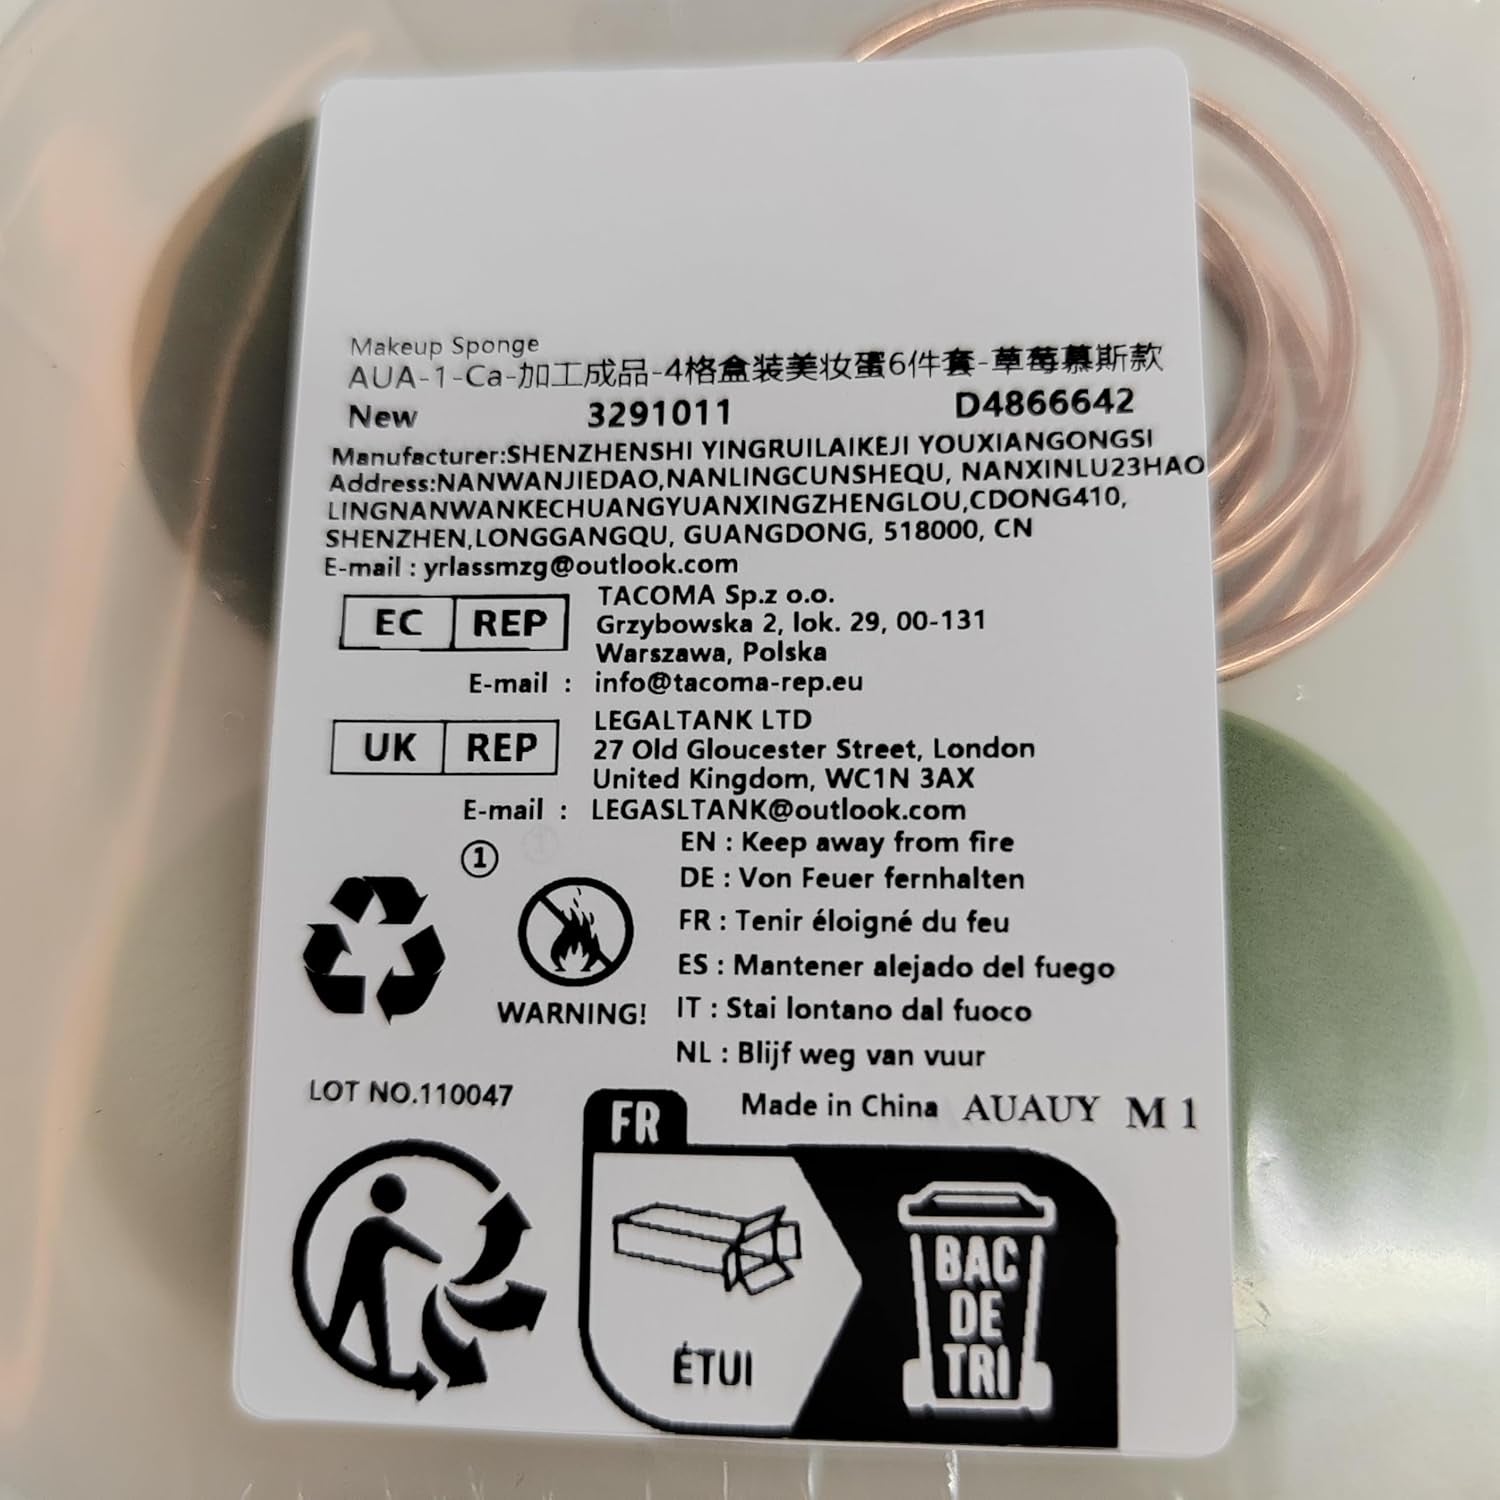 Makeup Sponge
AUA-1-Ca-加工成品-4格盒装美妆蛋6件套-草莓慕斯款
New 3291011 D4866642
Manufacturer:SHENZHENSHI YINGRUILAIKEJI YOUXIANGONGSI
Address:NANWANJIEDAO,NANLINGCUNSHEQU, NANXINLU23HAO
LINGNANWANKECHUANGYUANXINGZHENGLOU,CDONG410,
SHENZHEN,LONGGANGQU, GUANGDONG, 518000, CN
E-mail : yrlassmzg@outlook.com
EC REP TACOMA Sp.z o.o.
Grzybowska 2, lok. 29, 00-131
Warszawa, Polska
E-mail : info@tacoma-rep.eu
UK REP LEGALTANK LTD
27 Old Gloucester Street, London
United Kingdom, WC1N 3AX
E-mail : LEGASLTANK@outlook.com
①
WARNING!
EN : Keep away from fire
DE : Von Feuer fernhalten
FR : Tenir éloigné du feu
ES : Mantener alejado del fuego
IT : Stai lontano dal fuoco
NL : Blijf weg van vuur
LOT NO.110047
Made in China AUAUY M 1
FR
ÉTUI
BAC
DE
TRI